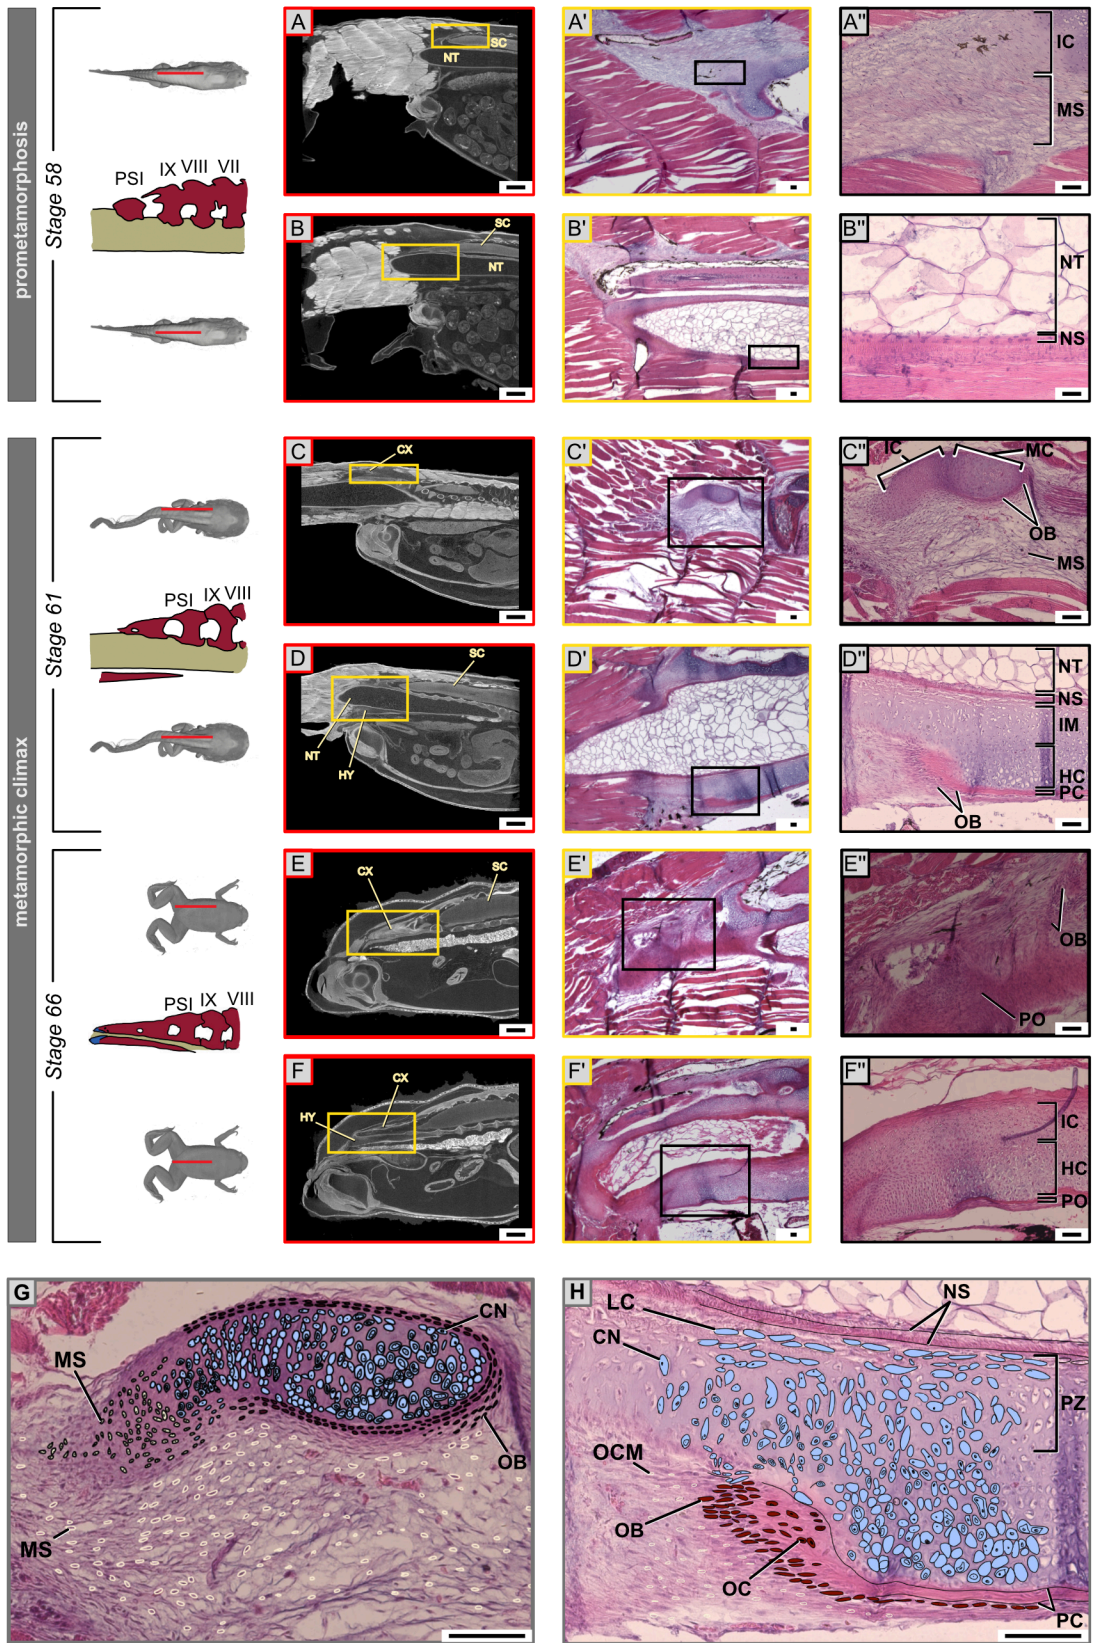 prometamorphosis
Stage 58
PSI IX VIII VII
A
SC
NT
A'
A"
IC
MS
B
SC
NT
B'
B"
NT
NS
metamorphic climax
Stage 61
PSI IX VIII
C
CX
C'
C"
IC
MC
OB
MS
D
SC
NT
HY
D'
D"
NT
NS
IM
HC
PC
OB
Stage 66
PSI IX VIII
E
CX
SC
E'
E"
OB
PO
F
CX
HY
F'
F"
IC
HC
PO
G
CN
MS
OB
MS
H
NS
LC
CN
PZ
OCM
OB
OC
PC